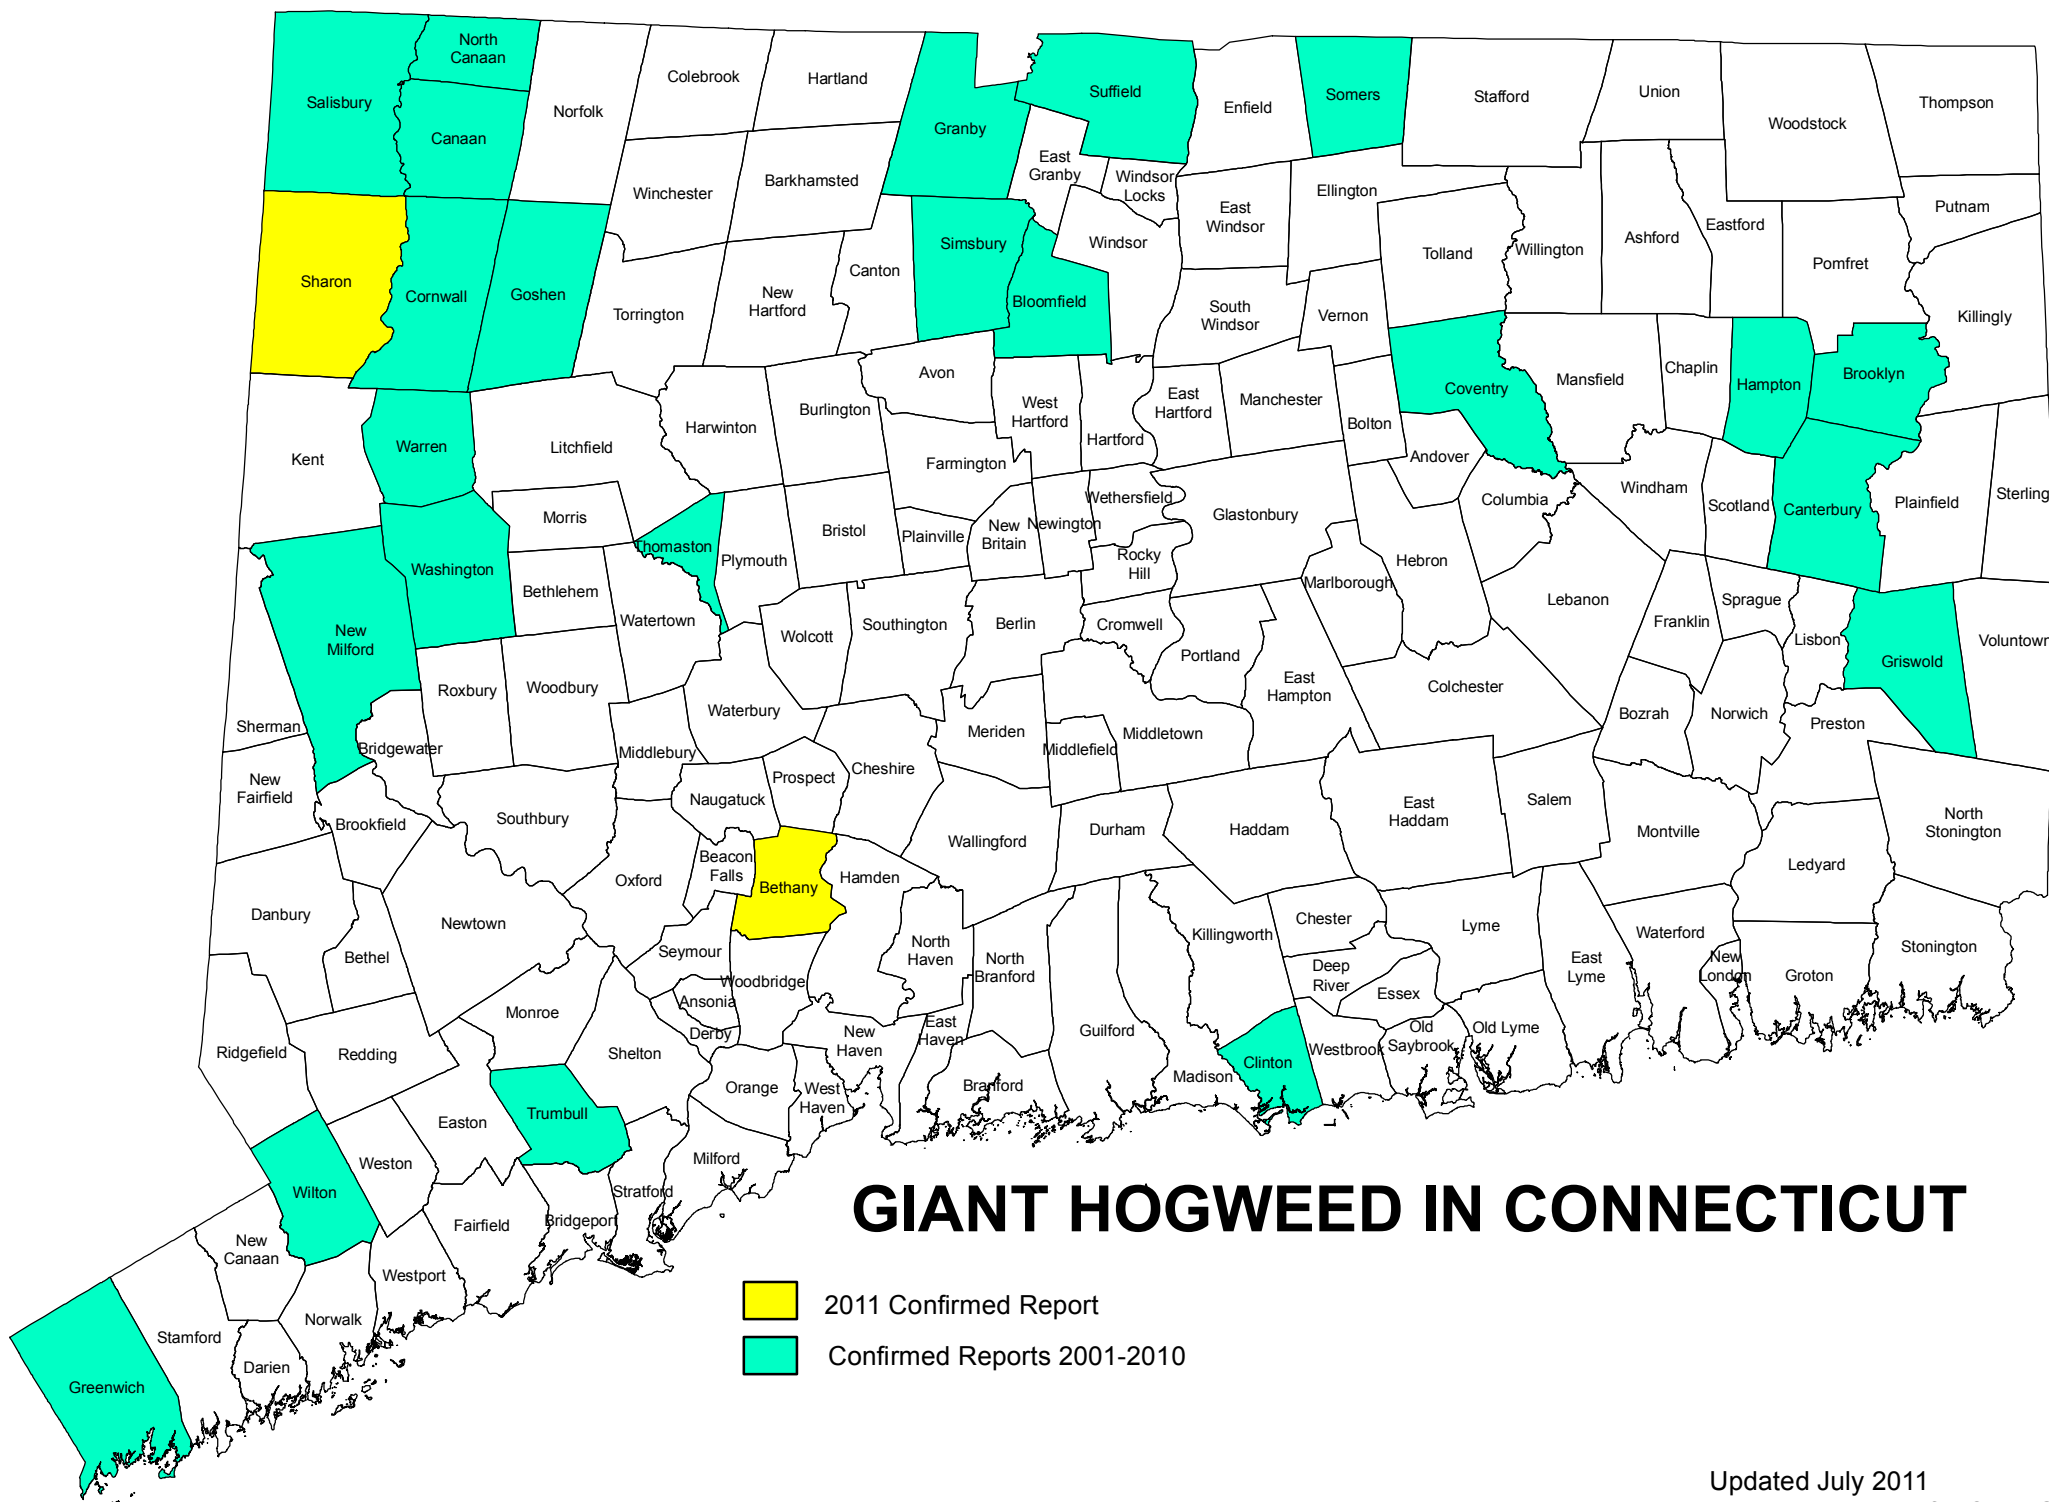 North
Canaan
Colebrook
Hartland
Salisbury
Suffield
Somers
Stafford
Union
Thompson
Norfolk
Enfield
Woodstock
Canaan
Granby
East
Granby
Windsor
Locks
Winchester
Barkhamsted
Ellington
East
Windsor
Putnam
Eastford
Ashford
Willington
Simsbury
Windsor
Tolland
Pomfret
Canton
Sharon
Cornwall
Goshen
New
Hartford
Bloomfield
Torrington
South
Windsor
Vernon
Killingly
Avon
Mansfield
Chaplin
Hampton
Brooklyn
Coventry
West
Hartford
East
Hartford
Manchester
Burlington
Harwinton
Hartford
Bolton
Warren
Litchfield
Kent
Farmington
Andover
Windham
Scotland
Canterbury
Plainfield
Sterling
Columbia
Wethersfield
Glastonbury
Morris
Bristol
Plainville
New
Britain
Newington
Thomaston
Plymouth
Rocky
Hill
Hebron
Washington
Marlborough
Bethlehem
Lebanon
Sprague
Watertown
Wolcott
Southington
Berlin
Cromwell
Franklin
Lisbon
Voluntown
New
Milford
Portland
Griswold
Roxbury
Woodbury
East
Hampton
Colchester
Waterbury
Bozrah
Norwich
Preston
Sherman
Meriden
Middletown
Bridgewater
Middlebury
Middlefield
Cheshire
Prospect
New
Fairfield
Naugatuck
Salem
East
Haddam
North
Stonington
Brookfield
Southbury
Haddam
Durham
Wallingford
Montville
Beacon
Falls
Oxford
Bethany
Hamden
Ledyard
Danbury
Newtown
Chester
Lyme
Killingworth
Waterford
Seymour
North
Haven
Bethel
North
Branford
Deep
River
East
Lyme
New
London
Groton
Stonington
Woodbridge
Ansonia
Essex
Monroe
Derby
New
Haven
East
Haven
Guilford
Old
Saybrook
Old Lyme
Ridgefield
Redding
Shelton
Westbrook
Clinton
Madison
Orange
West
Haven
Branford
Trumbull
Easton
Weston
Milford
Wilton
Stratford
Bridgeport
Fairfield
New
Canaan
Westport
Norwalk
Stamford
Darien
Greenwich
GIANT HOGWEED IN CONNECTICUT
2011 Confirmed Report
Confirmed Reports 2001-2010
Updated July 2011